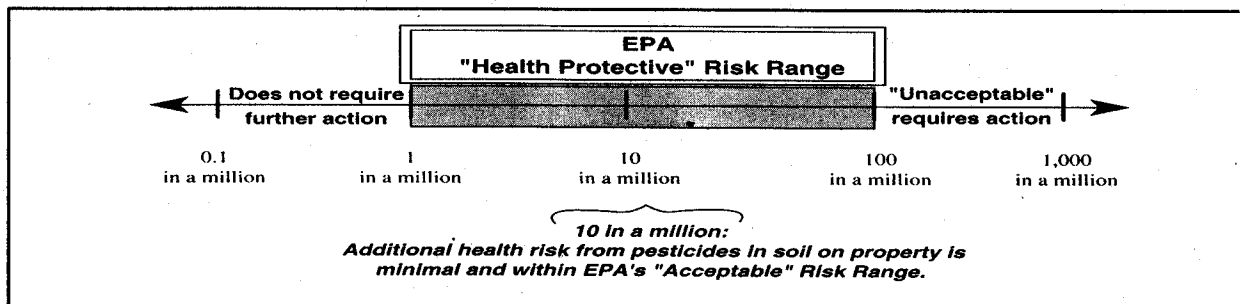 EPA
"Health Protective" Risk Range
Does not require
further action
"Unacceptable"
requires action
0.1
in a million
1
in a million
10
in a million
100
in a million
1,000
in a million
10 in a million:
Additional health risk from pesticides in soil on property is
minimal and within EPA's "Acceptable" Risk Range.